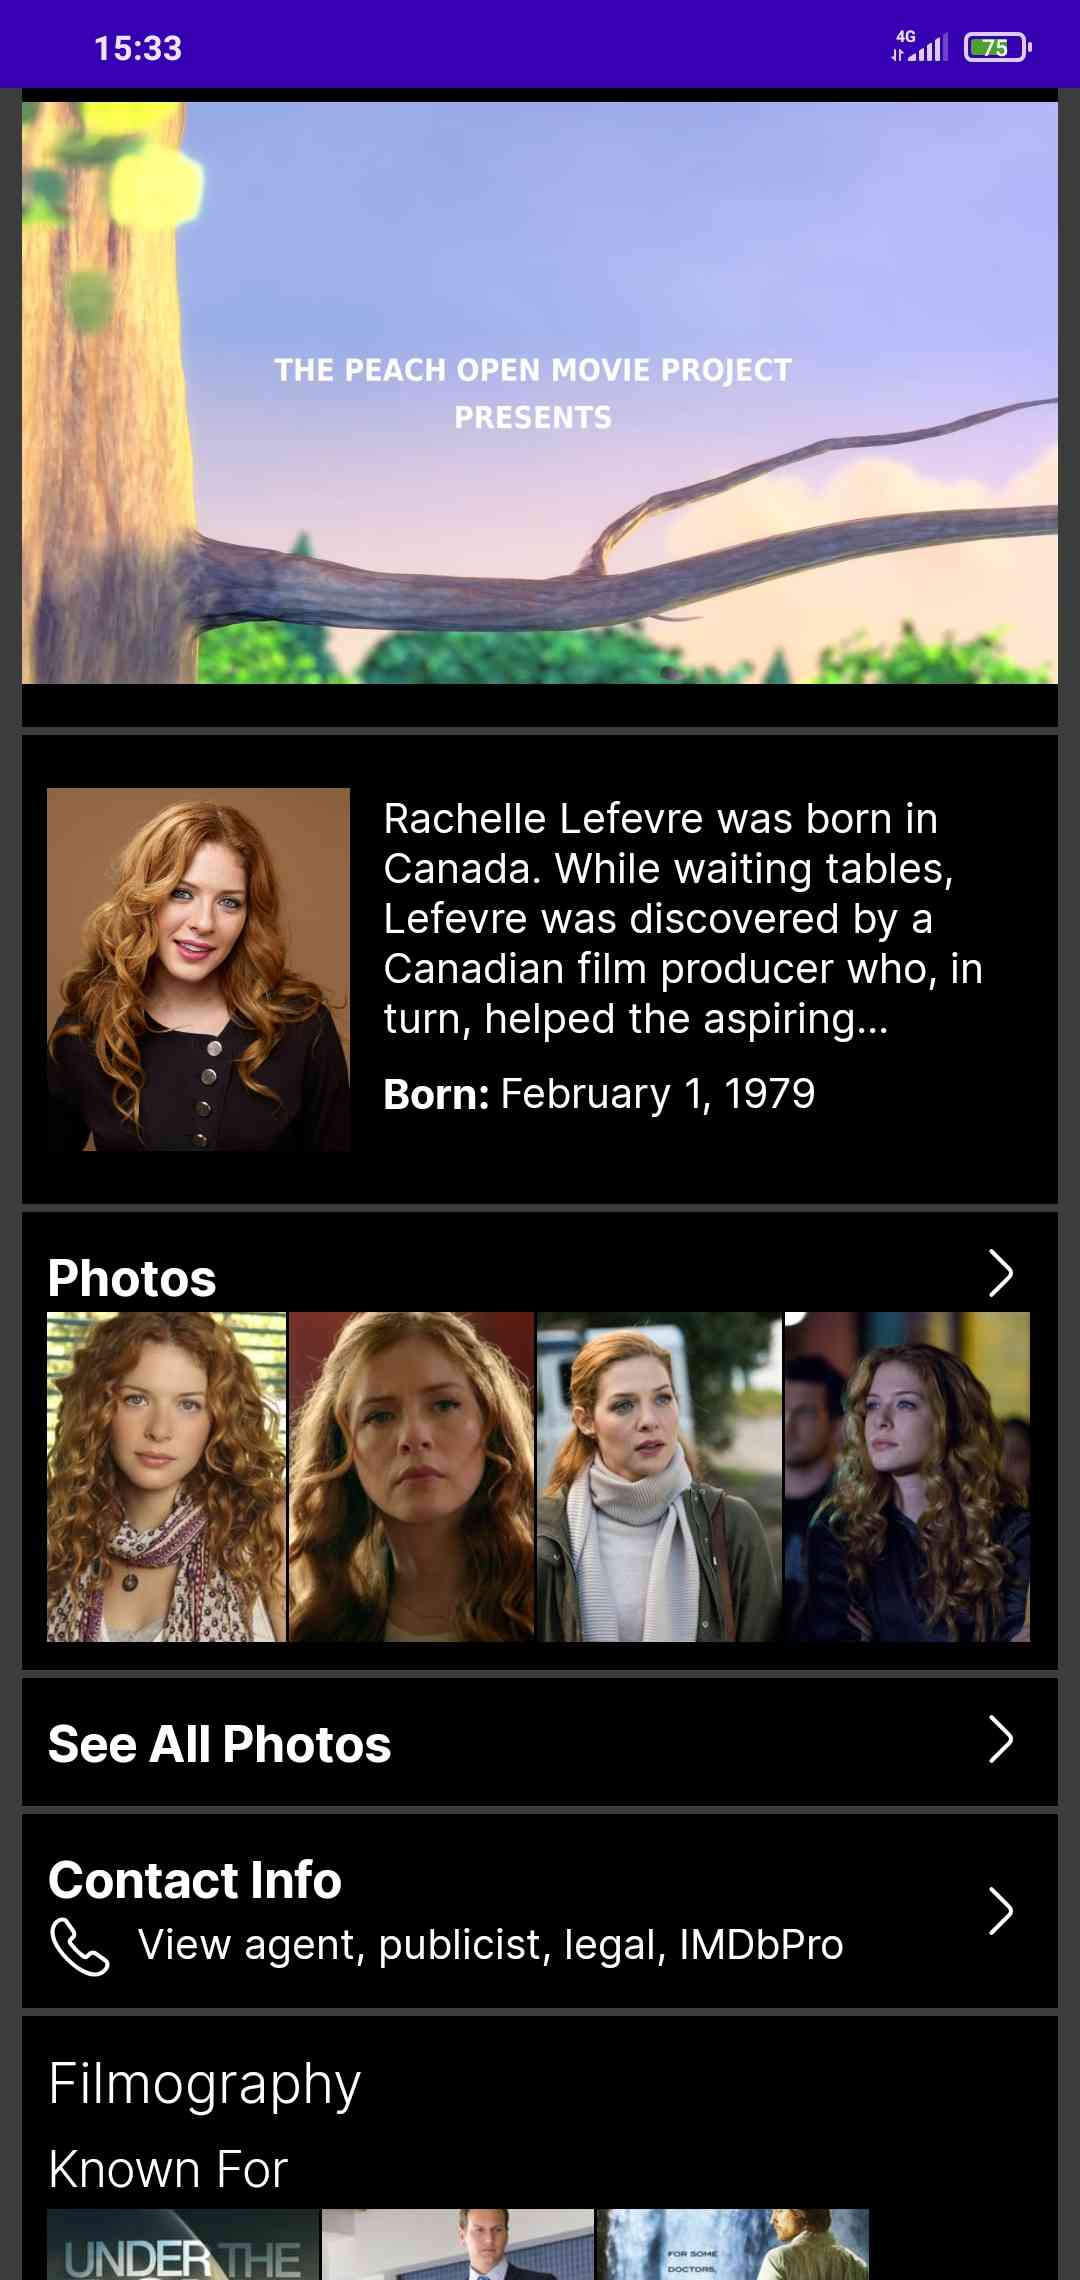 15:33
4G
75
THE PEACH OPEN MOVIE PROJECT
PRESENTS
Rachelle Lefevre was born in
Canada. While waiting tables,
Lefevre was discovered by a
Canadian film producer who, in
turn, helped the aspiring...
Born: February 1, 1979
Photos
See All Photos
Contact Info
View agent, publicist, legal, IMDbPro
Filmography
Known For
UNDER THE
FOR SOME
DOCTORS,